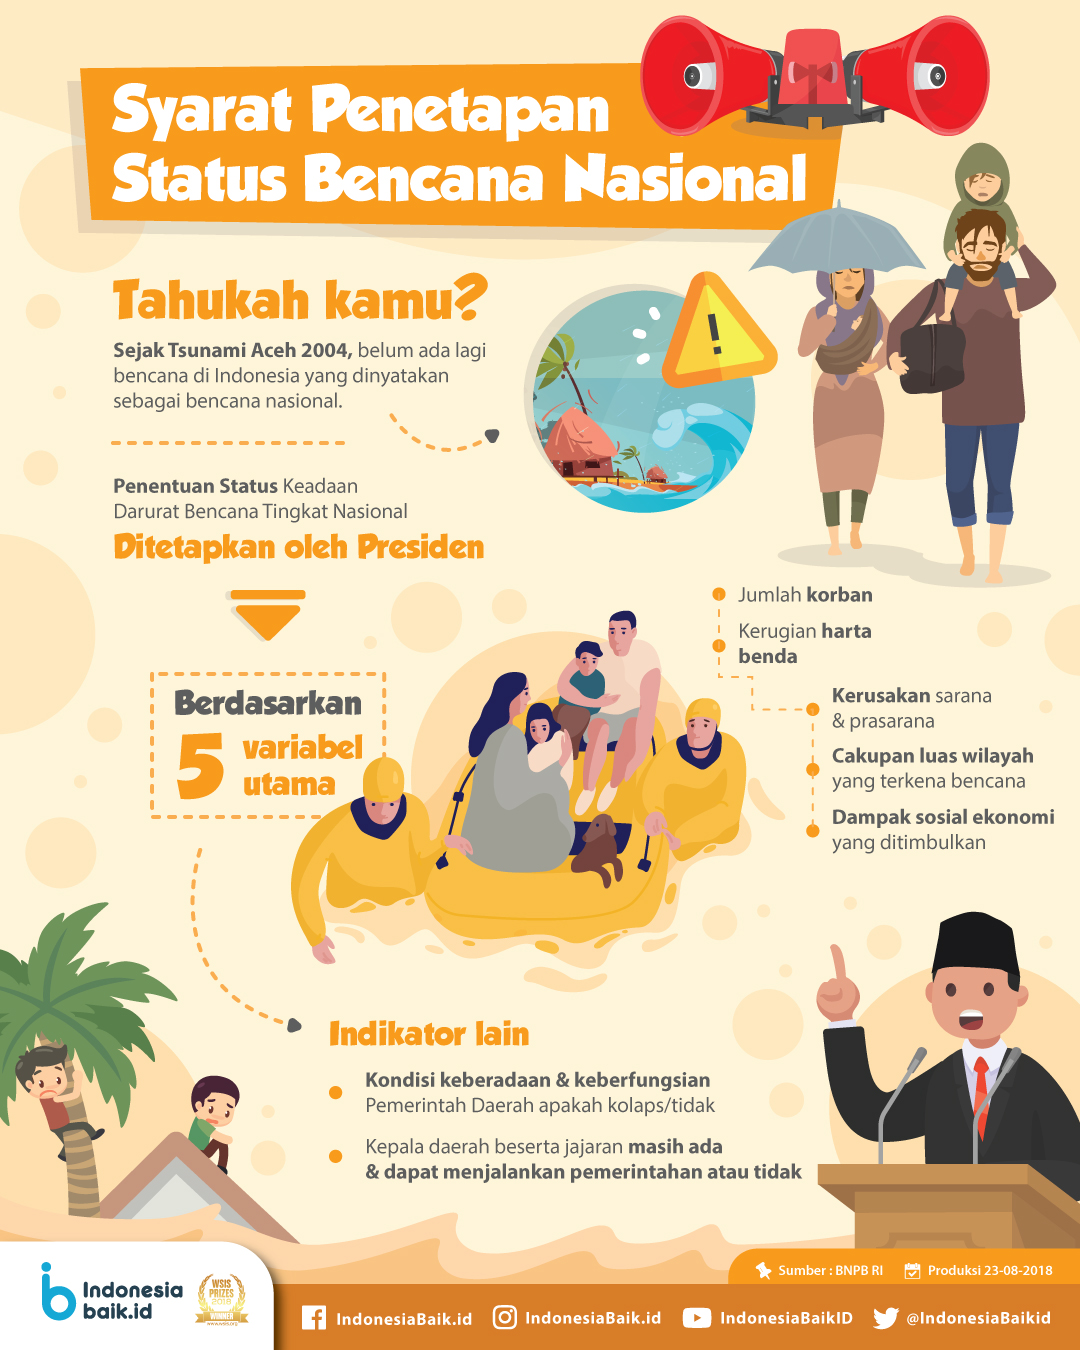 Syarat Penetapan
Status Bencana Nasional
Tahukah kamu?
Sejak Tsunami Aceh 2004, belum ada lagi
bencana di Indonesia yang dinyatakan
sebagai bencana nasional.
!
Penentuan Status Keadaan
Darurat Bencana Tingkat Nasional
Ditetapkan oleh Presiden
Berdasarkan
5 variabel
utama
Jumlah korban
Kerugian harta
benda
Kerusakan sarana
& prasarana
Cakupan luas wilayah
yang terkena bencana
Dampak sosial ekonomi
yang ditimbulkan
Indikator lain
Kondisi keberadaan & keberfungsian
Pemerintah Daerah apakah kolaps/tidak
Kepala daerah beserta jajaran masih ada
& dapat menjalankan pemerintahan atau tidak
Indonesia
baik.id
WSIS
PRIZES
2018
WINNER
www.wsis.org
Sumber : BNPB RI
Produksi 23-08-2018
IndonesiaBaik.id
IndonesiaBaik.id
IndonesiaBaikID
@IndonesiaBaikid